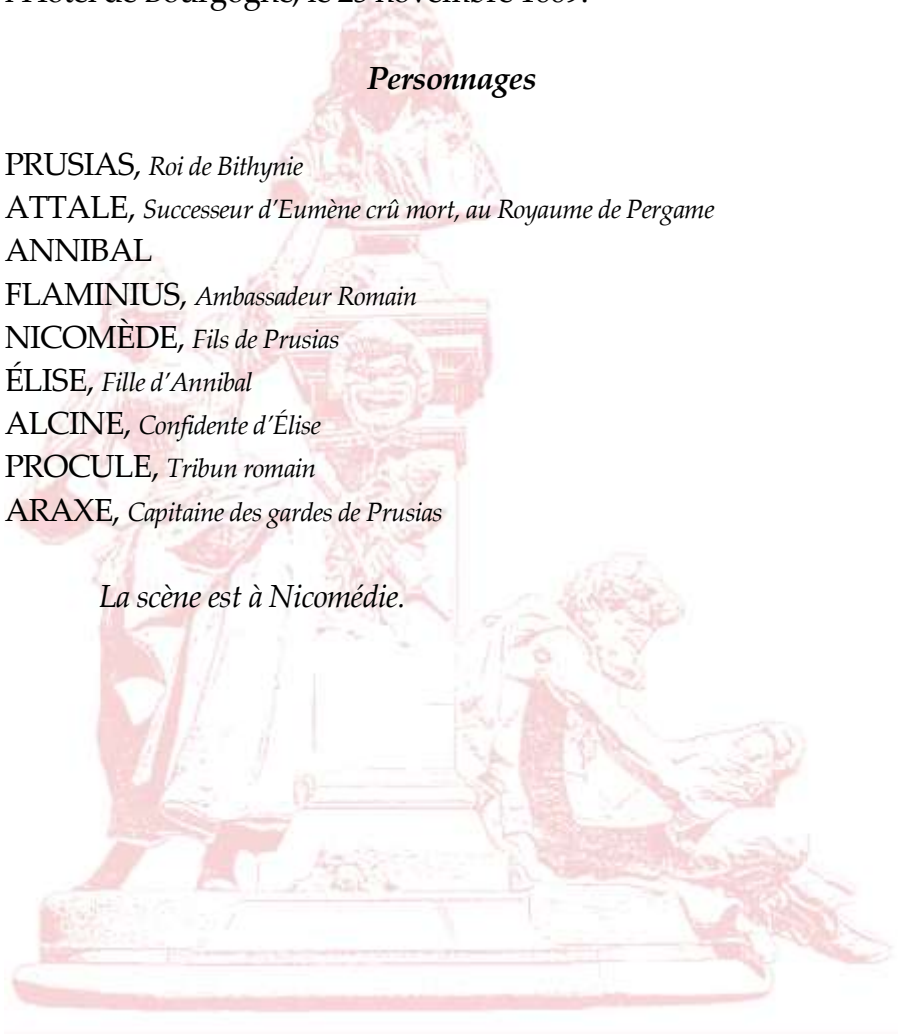 Personnages
PRUSIAS, Roi de Bithynie
ATTALE, Successeur d'Eumène crû mort, au Royaume de Pergame
ANNIBAL
FLAMINIUS, Ambassadeur Romain
NICOMÈDE, Fils de Prusias
ÉLISE, Fille d'Annibal
ALCINE, Confidente d'Élise
PROCULE, Tribun romain
ARAXE, Capitaine des gardes de Prusias
La scène est à Nicomédie.